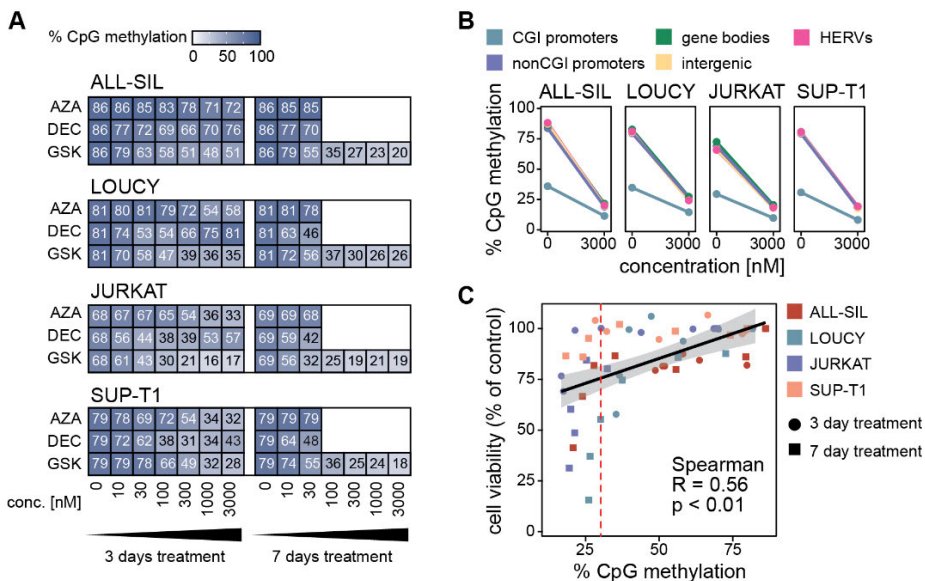 A
% CpG methylation
0 100
ALL-SIL
AZA 86 86 85 83 78 71 72 86 85 85
DEC 86 77 72 69 66 70 76 86 77 70
GSK 86 79 63 58 51 48 51 86 79 55 35 27 23 20
LOUCY
AZA 81 80 81 79 72 54 58 81 81 78
DEC 81 74 53 54 66 75 81 81 63 46
GSK 81 70 58 47 39 36 35 81 72 56 37 30 26 26
JURKAT
AZA 68 67 67 65 54 36 33 69 69 68
DEC 68 56 44 38 39 53 57 69 59 42
GSK 68 61 43 30 21 16 17 69 56 32 25 19 21 19
SUP-T1
AZA 79 78 69 72 54 34 32 79 79 79
DEC 79 72 62 38 31 34 43 79 64 48
GSK 79 79 78 66 49 32 28 79 74 55 36 25 24 18
conc. [nM] 0 10 30 100 300 1000 3000 0 10 30 100 300 1000 3000
3 days treatment 7 days treatment
B
CGI promoters gene bodies HERVs
nonCGI promoters intergenic
ALL-SIL LOUCY JURKAT SUP-T1
% CpG methylation
100
75
50
25
0
0 3000 0 3000 0 3000 0 3000
concentration [nM]
C
cell viability (% of control)
100
75
50
25
0
Spearman
R = 0.56
p < 0.01
25 50 75
% CpG methylation
ALL-SIL
LOUCY
JURKAT
SUP-T1
3 day treatment
7 day treatment